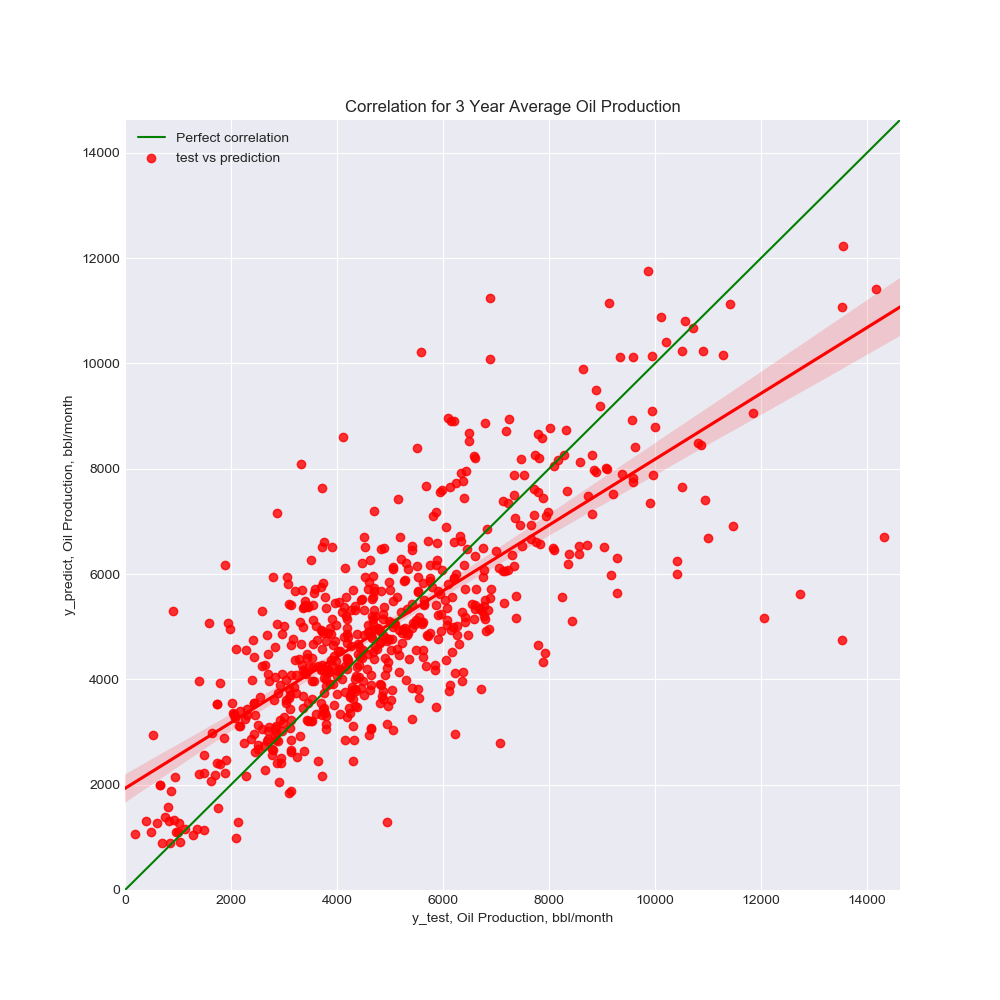 Correlation for 3 Year Average Oil Production
Perfect correlation
test vs prediction
y_predict, Oil Production, bbl/month
14000
12000
10000
8000
6000
4000
2000
0
0 2000 4000 6000 8000 10000 12000 14000
y_test, Oil Production, bbl/month